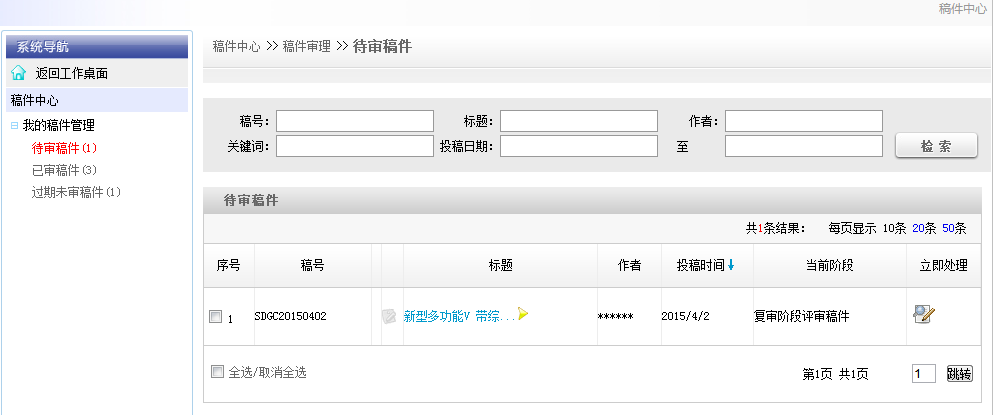 稿件中心
系统导航
返回工作桌面
稿件中心
我的稿件管理
待审稿件(1)
已审稿件(3)
过期未审稿件(1)
稿件中心 >> 稿件审理 >> 待审稿件
稿号: 标题: 作者:
关键词: 投稿日期: 至 检 索
待审稿件
共1条结果: 每页显示 10条 20条 50条
序号 稿号 标题 作者 投稿时间 当前阶段 立即处理
1 SDGC20150402 新型多功能V 带综... ****** 2015/4/2 复审阶段评审稿件
全选/取消全选 第1页 共1页 1 跳转